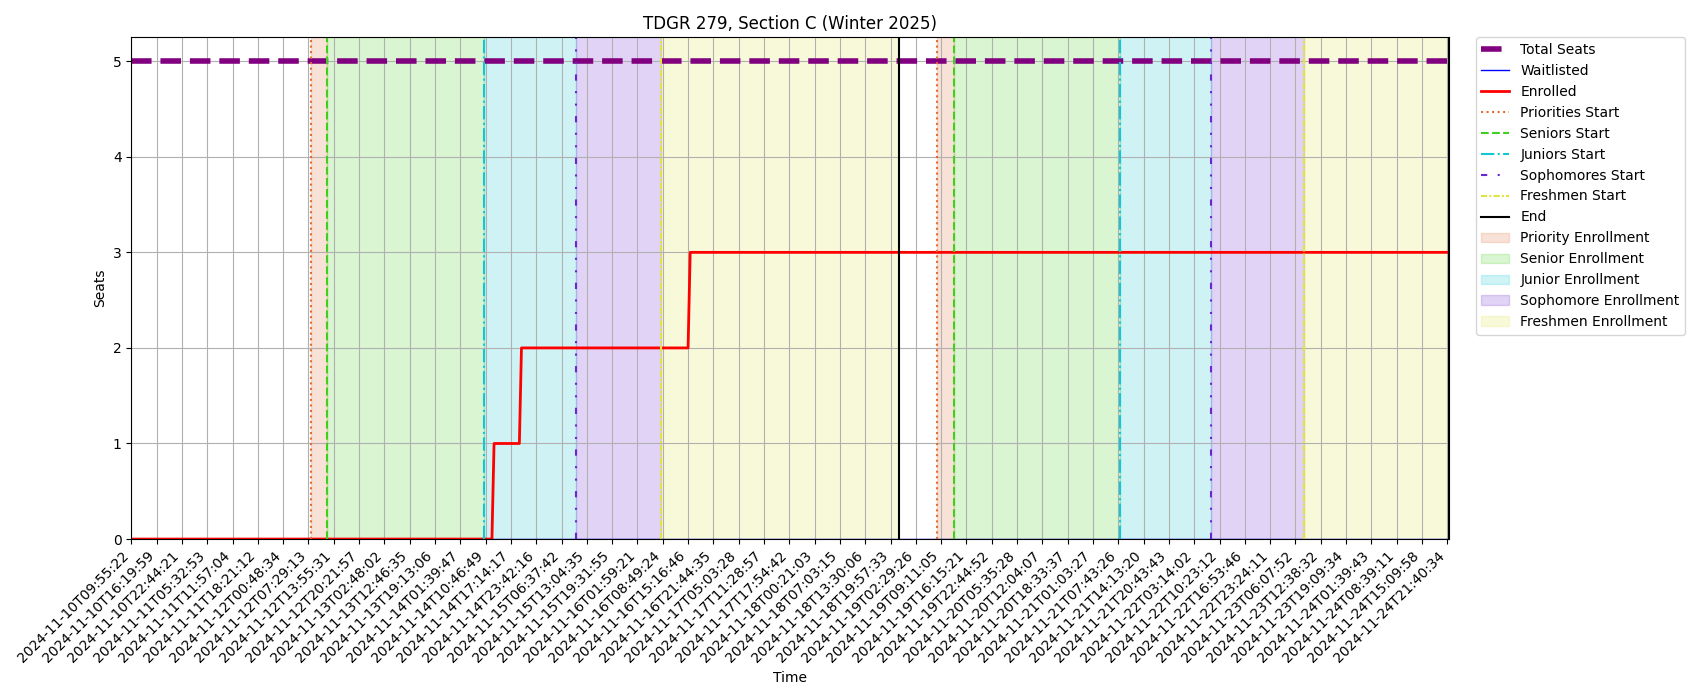 TDGR 279, Section C (Winter 2025)
5
4
3
2
1
0
Seats
2024-11-10T09:55:22
2024-11-10T16:19:59
2024-11-10T22:44:21
2024-11-11T05:32:53
2024-11-11T11:57:04
2024-11-11T18:21:12
2024-11-12T00:48:34
2024-11-12T07:29:13
2024-11-12T13:55:31
2024-11-12T20:21:57
2024-11-13T02:48:02
2024-11-13T12:46:35
2024-11-13T19:13:06
2024-11-14T01:39:47
2024-11-14T10:46:49
2024-11-14T17:14:17
2024-11-14T23:42:16
2024-11-15T06:37:42
2024-11-15T13:04:35
2024-11-15T19:31:55
2024-11-16T01:59:21
2024-11-16T08:49:24
2024-11-16T15:16:46
2024-11-16T21:44:35
2024-11-17T05:03:28
2024-11-17T11:28:57
2024-11-17T17:54:42
2024-11-18T00:21:03
2024-11-18T07:03:15
2024-11-18T13:30:06
2024-11-18T19:57:33
2024-11-19T02:29:26
2024-11-19T09:11:05
2024-11-19T16:15:21
2024-11-19T22:44:52
2024-11-20T05:35:28
2024-11-20T12:04:07
2024-11-20T18:33:37
2024-11-21T01:03:27
2024-11-21T07:43:26
2024-11-21T14:13:20
2024-11-21T20:43:43
2024-11-22T03:14:02
2024-11-22T10:23:12
2024-11-22T16:53:46
2024-11-22T23:24:11
2024-11-23T06:07:52
2024-11-23T12:38:32
2024-11-23T19:09:34
2024-11-24T01:39:43
2024-11-24T08:39:11
2024-11-24T15:09:58
2024-11-24T21:40:34
Time
Total Seats
Waitlisted
Enrolled
Priorities Start
Seniors Start
Juniors Start
Sophomores Start
Freshmen Start
End
Priority Enrollment
Senior Enrollment
Junior Enrollment
Sophomore Enrollment
Freshmen Enrollment